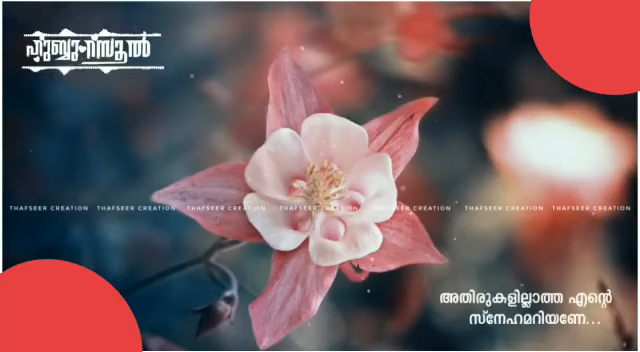 ഹുബ്ബുറസൂൽ
THAFSEER CREATION THAFSEER CREATION THAFSEER CREATION THAFSEER CREATION THAFSEER CREATION THAFSEER CREATION THAFSEER CREATION
അതിരുകളില്ലാത്ത എന്റെ
സ്നേഹമറിയണേ...